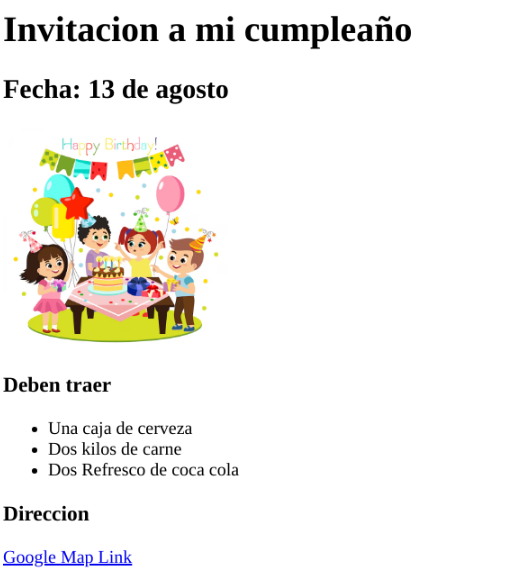 Invitacion a mi cumpleaño
Fecha: 13 de agosto
Happy Birthday!
Deben traer
Una caja de cerveza
Dos kilos de carne
Dos Refresco de coca cola
Direccion
Google Map Link